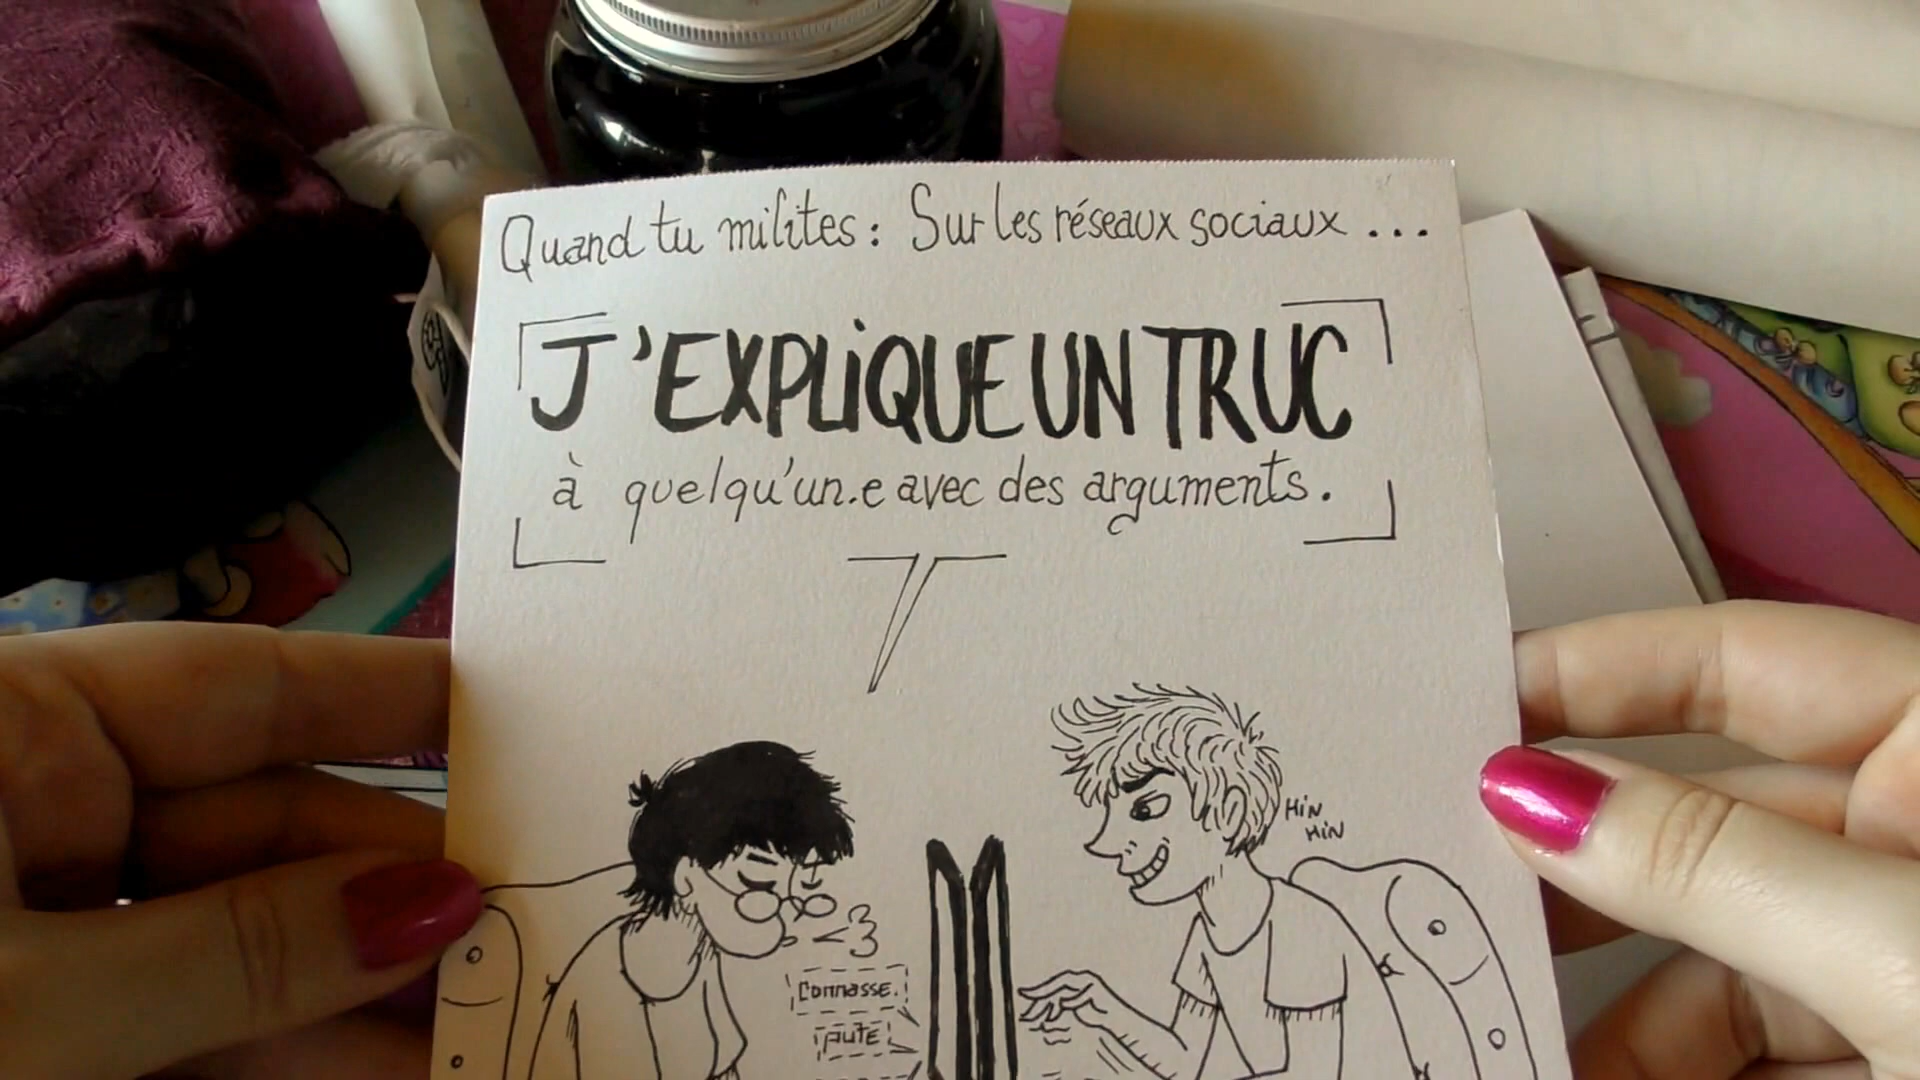 Quand tu milites : Sur les réseaux sociaux ...
J'EXPLiQUE UN TRUC
à quelqu'un.e avec des arguments.
HiN
HiN
<3
Connasse.
pute